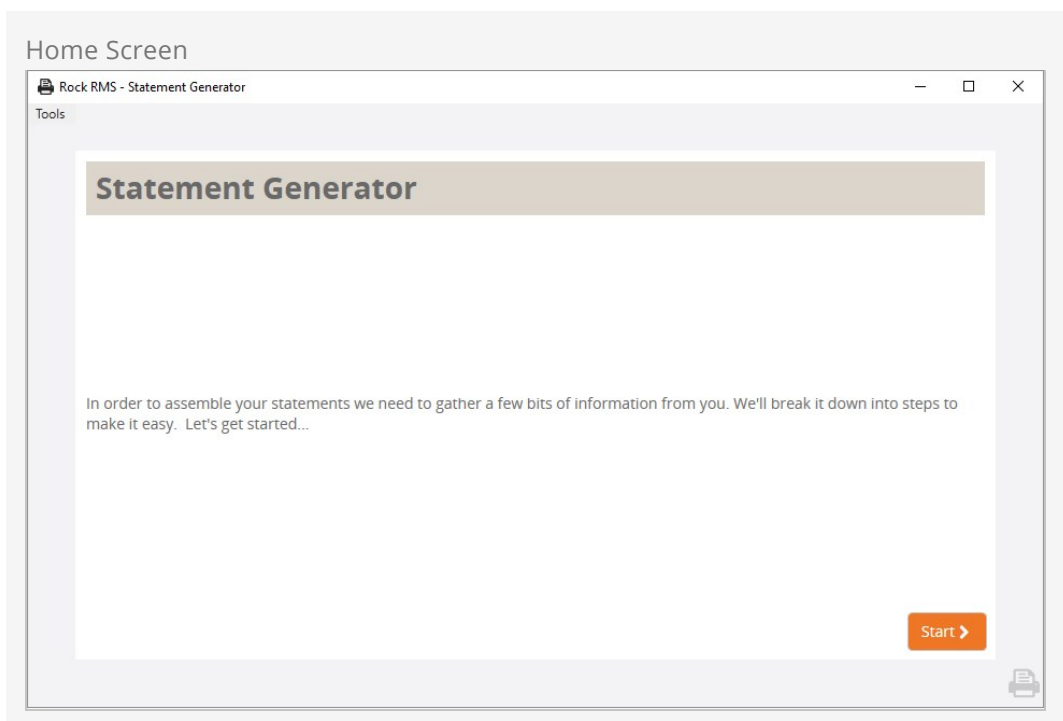 Home Screen
Rock RMS - Statement Generator
Tools
Statement Generator
In order to assemble your statements we need to gather a few bits of information from you. We'll break it down into steps to
make it easy.  Let's get started...
Start